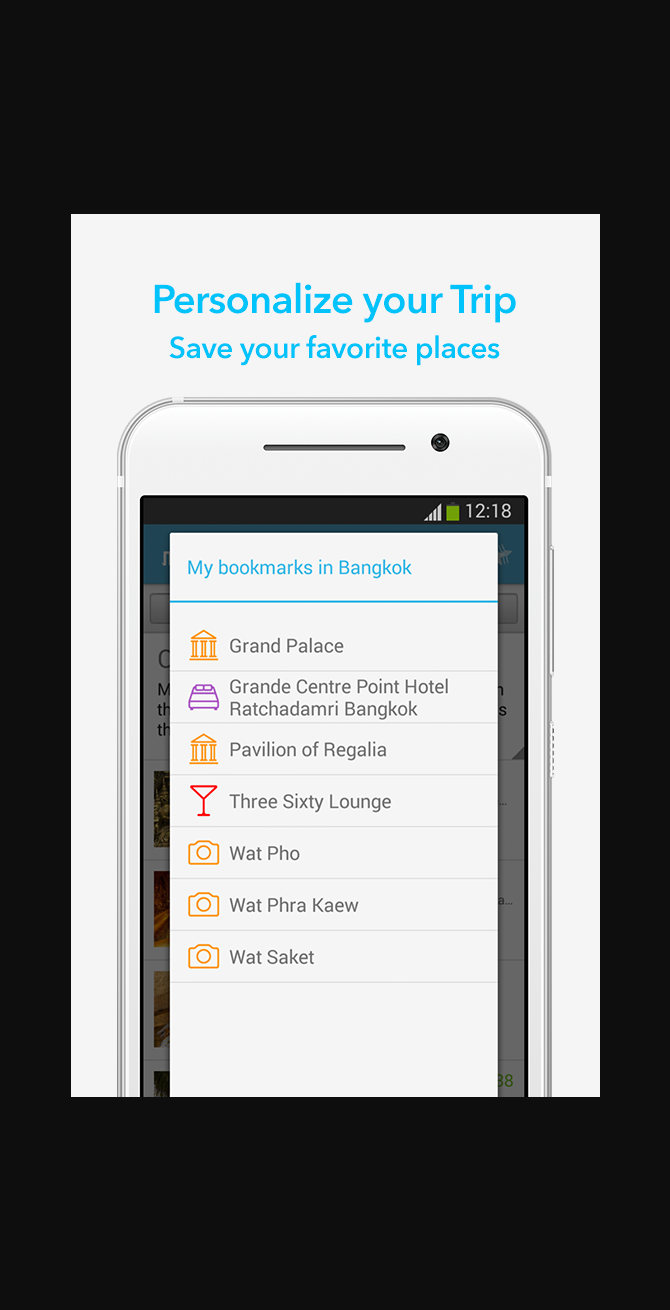 Personalize your Trip
Save your favorite places
12:18
My bookmarks in Bangkok
Grand Palace
Grande Centre Point Hotel
Ratchadamri Bangkok
Pavilion of Regalia
Three Sixty Lounge
Wat Pho
Wat Phra Kaew
Wat Saket